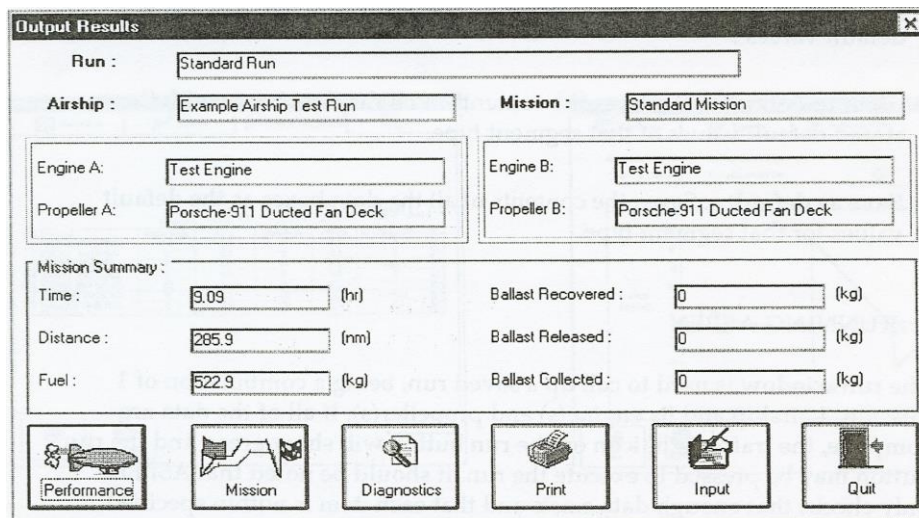 Output Results
Run :
Standard Run
Airship :
Example Airship Test Run
Mission :
Standard Mission
Engine A:
Test Engine
Propeller A:
Porsche-911 Ducted Fan Deck
Engine B:
Test Engine
Propeller B:
Porsche-911 Ducted Fan Deck
Mission Summary :
Time :
9.09
(hr)
Ballast Recovered :
0
(kg)
Distance :
285.9
(nm)
Ballast Released :
0
(kg)
Fuel :
522.9
(kg)
Ballast Collected :
0
(kg)
Performance
Mission
Diagnostics
Print
Input
Quit